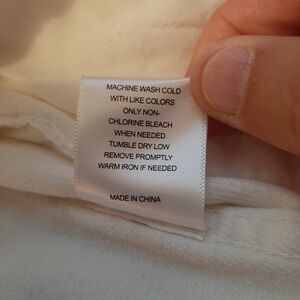 MACHINE WASH COLD
WITH LIKE COLORS
ONLY NON-
CHLORINE BLEACH
WHEN NEEDED
TUMBLE DRY LOW
REMOVE PROMPTLY
WARM IRON IF NEEDED
MADE IN CHINA